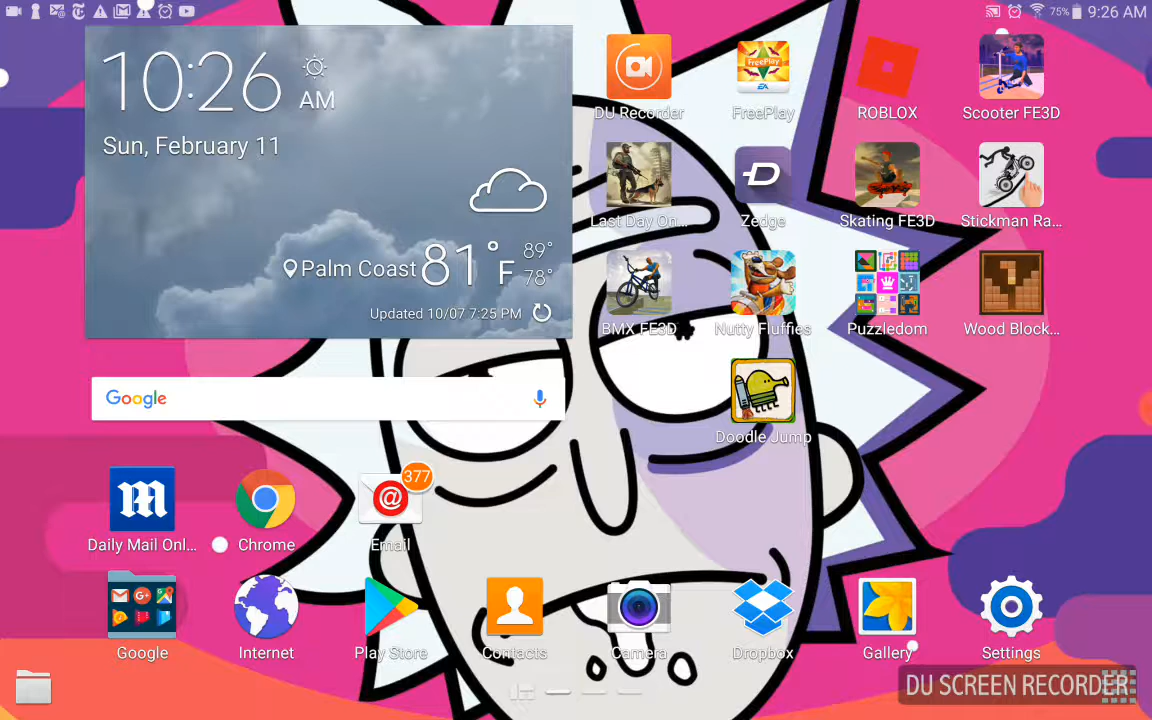 75% 9:26 AM
10:26 AM
Sun, February 11
Palm Coast 81° F 89° 78°
Updated 10/07 7:25 PM
Google
DU Recorder
FreePlay
ROBLOX
Scooter FE3D
Last Day On...
Zedge
Skating FE3D
Stickman Ra...
BMX FE3D
Nutty Fluffies
Puzzledom
Wood Block...
Doodle Jump
Daily Mail Onl...
Chrome
377
Email
Google
Internet
Play Store
Contacts
Camera
Dropbox
Gallery
Settings
DU SCREEN RECORDER